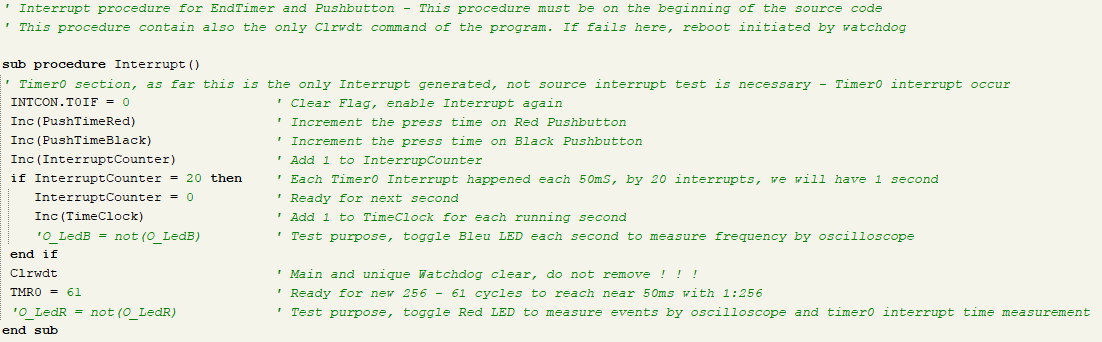 ' Interrupt procedure for EndTimer and Pushbutton - This procedure must be on the beginning of the source code
' This procedure contain also the only Clrwdt command of the program. If fails here, reboot initiated by watchdog
sub procedure Interrupt()
' Timer0 section, as far this is the only Interrupt generated, not source interrupt test is necessary - Timer0 interrupt occur
INTCON.T0IF = 0 ' Clear Flag, enable Interrupt again
Inc(PushTimeRed) ' Increment the press time on Red Pushbutton
Inc(PushTimeBlack) ' Increment the press time on Black Pushbutton
Inc(InterruptCounter) ' Add 1 to InterrupCounter
if InterruptCounter = 20 then ' Each Timer0 Interrupt happened each 50mS, by 20 interrupts, we will have 1 second
InterruptCounter = 0 ' Ready for next second
Inc(TimeClock) ' Add 1 to TimeClock for each running second
'O_LedB = not(O_LedB) ' Test purpose, toggle Bleu LED each second to measure frequency by oscilloscope
end if
Clrwdt ' Main and unique Watchdog clear, do not remove ! ! !
TMR0 = 61 ' Ready for new 256 - 61 cycles to reach near 50ms with 1:256
'O_LedR = not(O_LedR) ' Test purpose, toggle Red LED to measure events by oscilloscope and timer0 interrupt time measurement
end sub